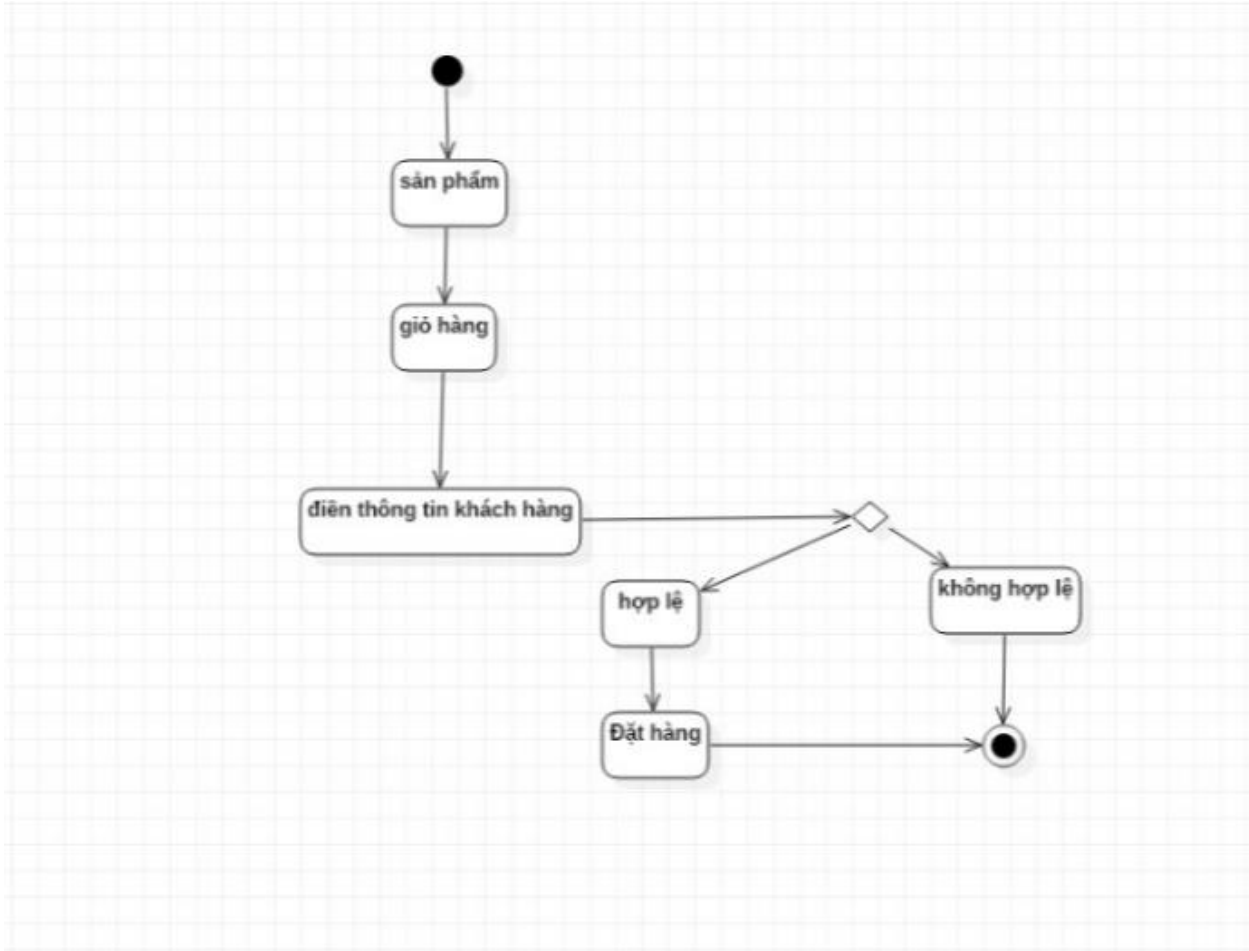 sản phẩm
giỏ hàng
điền thông tin khách hàng
hợp lệ
không hợp lệ
Đặt hàng